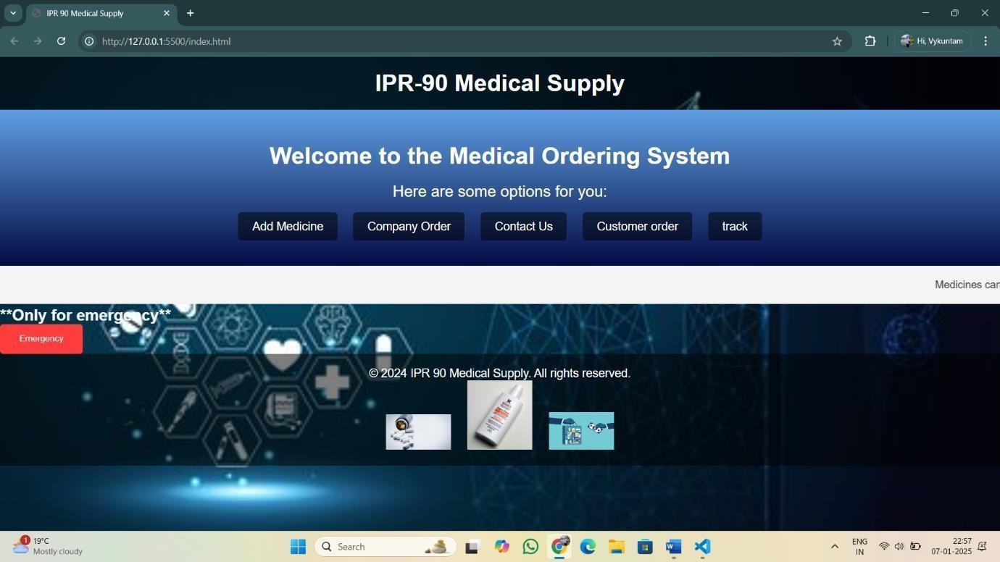 IPR 90 Medical Supply
http://127.0.0.1:5500/index.html
Hi, Vykuntam
IPR-90 Medical Supply
Welcome to the Medical Ordering System
Here are some options for you:
Add Medicine
Company Order
Contact Us
Customer order
track
Medicines can
**Only for emergency**
Emergency
© 2024 IPR 90 Medical Supply. All rights reserved.
1
19°C
Mostly cloudy
Search
ENG
IN
22:57
07-01-2025